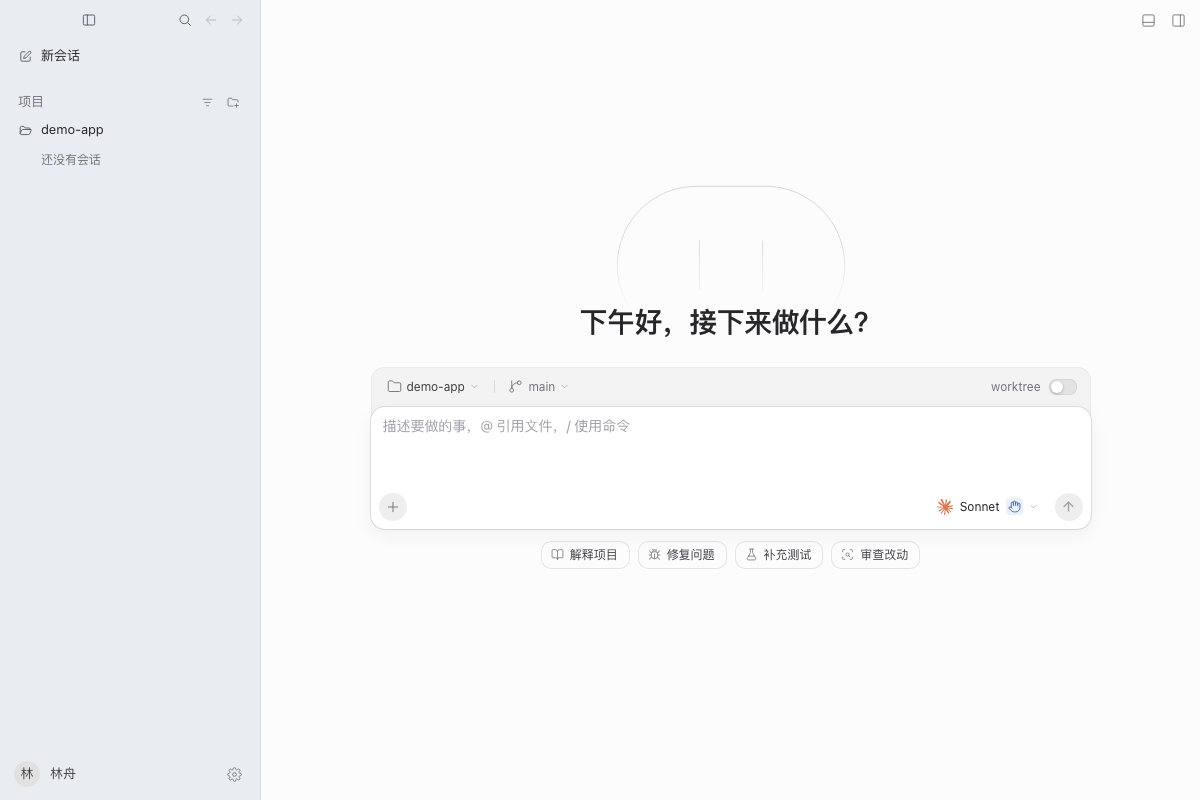 新会话
项目
demo-app
还没有会话
下午好，接下来做什么?
demo-app
main
worktree
描述要做的事，@ 引用文件，/ 使用命令
Sonnet
解释项目
修复问题
补充测试
审查改动
林 林舟